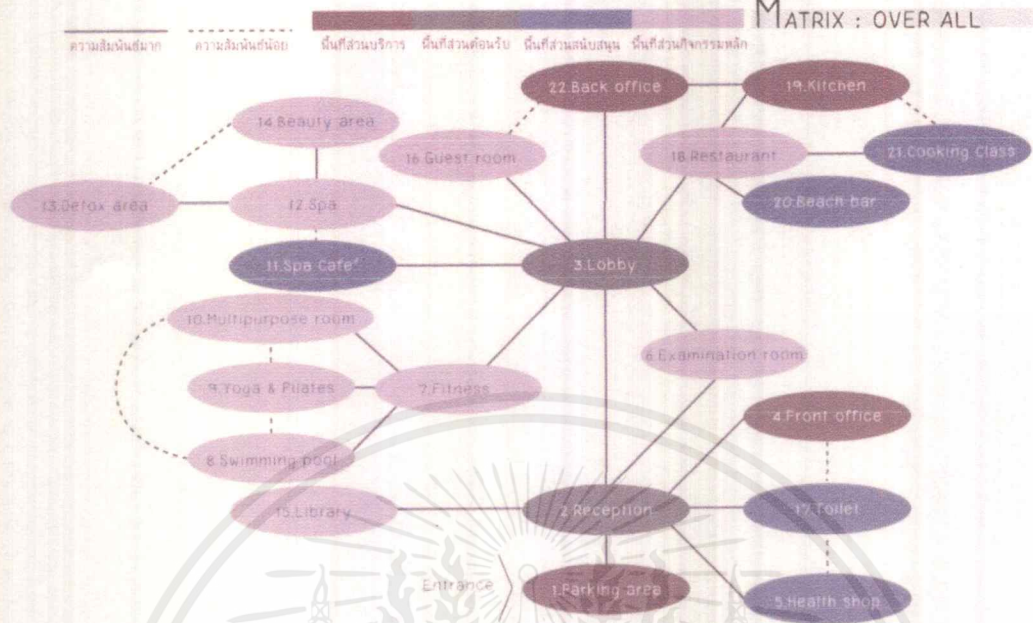 MATRIX : OVER ALL
ความสัมพันธ์มาก ความสัมพันธ์น้อย พื้นที่ส่วนบริการ พื้นที่ส่วนต้อนรับ พื้นที่ส่วนสนับสนุน พื้นที่ส่วนกิจกรรมหลัก
22.Back office
19.Kitchen
14.Beauty area
16.Guest room
18.Restaurant
21.Cooking Class
13.Detox area
12.Spa
20.Beach bar
11.Spa Cafe'
3.Lobby
10.Multipurpose room
6.Examination room
9.Yoga & Pilates
7.Fitness
4.Front office
8.Swimming pool
15.Library
2.Reception
17.Toilet
Entrance
1.Parking area
5.Health shop